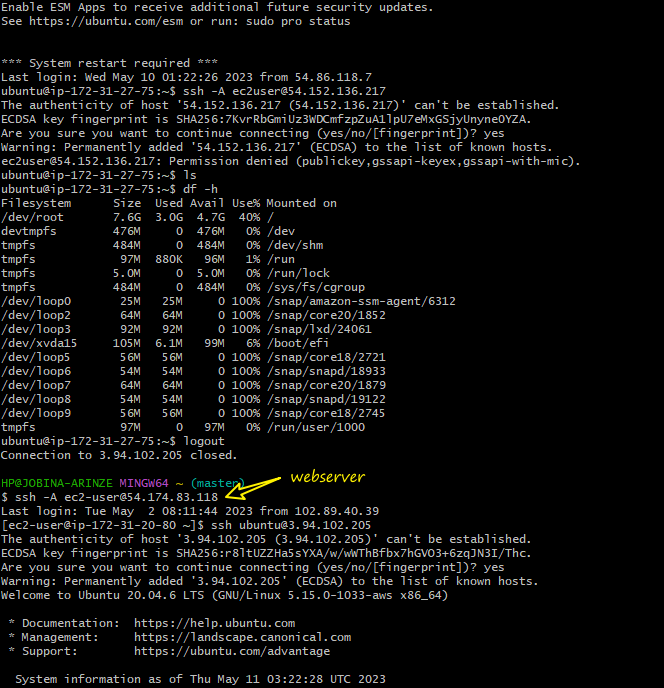 Enable ESM Apps to receive additional future security updates.
See https://ubuntu.com/esm or run: sudo pro status
*** System restart required ***
Last login: Wed May 10 01:22:26 2023 from 54.86.118.7
ubuntu@ip-172-31-27-75:~$ ssh -A ec2user@54.152.136.217
The authenticity of host '54.152.136.217 (54.152.136.217)' can't be established.
ECDSA key fingerprint is SHA256:7KvrRbGmiUz3WDCmfzpZuA1lpU7eMxGSjyUnyneOYZA.
Are you sure you want to continue connecting (yes/no/[fingerprint])? yes
Warning: Permanently added '54.152.136.217' (ECDSA) to the list of known hosts.
ec2user@54.152.136.217: Permission denied (publickey,gssapi-keyex,gssapi-with-mic).
ubuntu@ip-172-31-27-75:~$ ls
ubuntu@ip-172-31-27-75:~$ df -h
Filesystem      Size  Used Avail Use% Mounted on
/dev/root       7.6G  3.0G  4.7G  40% /
devtmpfs        476M     0  476M   0% /dev
tmpfs           484M     0  484M   0% /dev/shm
tmpfs            97M  880K   96M   1% /run
tmpfs           5.0M     0  5.0M   0% /run/lock
tmpfs           484M     0  484M   0% /sys/fs/cgroup
/dev/loop0       25M   25M     0 100% /snap/amazon-ssm-agent/6312
/dev/loop2       64M   64M     0 100% /snap/core20/1852
/dev/loop3       92M   92M     0 100% /snap/lxd/24061
/dev/xvda15     105M  6.1M   99M   6% /boot/efi
/dev/loop5       56M   56M     0 100% /snap/core18/2721
/dev/loop6       54M   54M     0 100% /snap/snapd/18933
/dev/loop7       64M   64M     0 100% /snap/core20/1879
/dev/loop8       54M   54M     0 100% /snap/snapd/19122
/dev/loop9       56M   56M     0 100% /snap/core18/2745
tmpfs            97M     0   97M   0% /run/user/1000
ubuntu@ip-172-31-27-75:~$ logout
Connection to 3.94.102.205 closed.
HP@JOBINA-ARINZE MINGW64 ~ (master)
webserver
$ ssh -A ec2-user@54.174.83.118
Last login: Tue May  2 08:11:44 2023 from 102.89.40.39
[ec2-user@ip-172-31-20-80 ~]$ ssh ubuntu@3.94.102.205
The authenticity of host '3.94.102.205 (3.94.102.205)' can't be established.
ECDSA key fingerprint is SHA256:r8ltUZZHa5sYXA/w/wWThBfbx7hGVO3+6zqJN3I/Thc.
Are you sure you want to continue connecting (yes/no/[fingerprint])? yes
Warning: Permanently added '3.94.102.205' (ECDSA) to the list of known hosts.
Welcome to Ubuntu 20.04.6 LTS (GNU/Linux 5.15.0-1033-aws x86_64)
* Documentation:  https://help.ubuntu.com
* Management:     https://landscape.canonical.com
* Support:        https://ubuntu.com/advantage
System information as of Thu May 11 03:22:28 UTC 2023